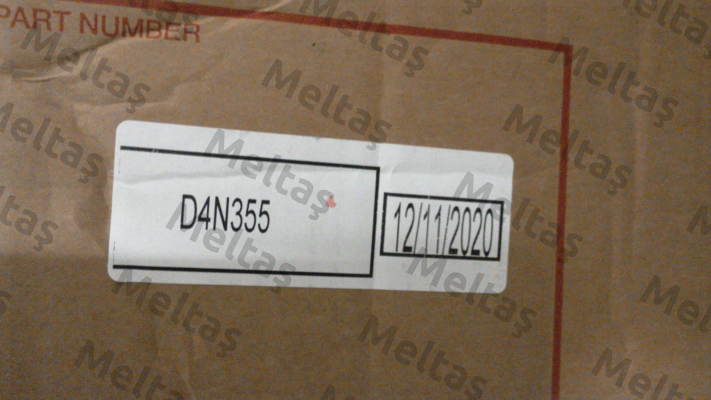 PART NUMBER
D4N355
12/11/2020
Meltaş